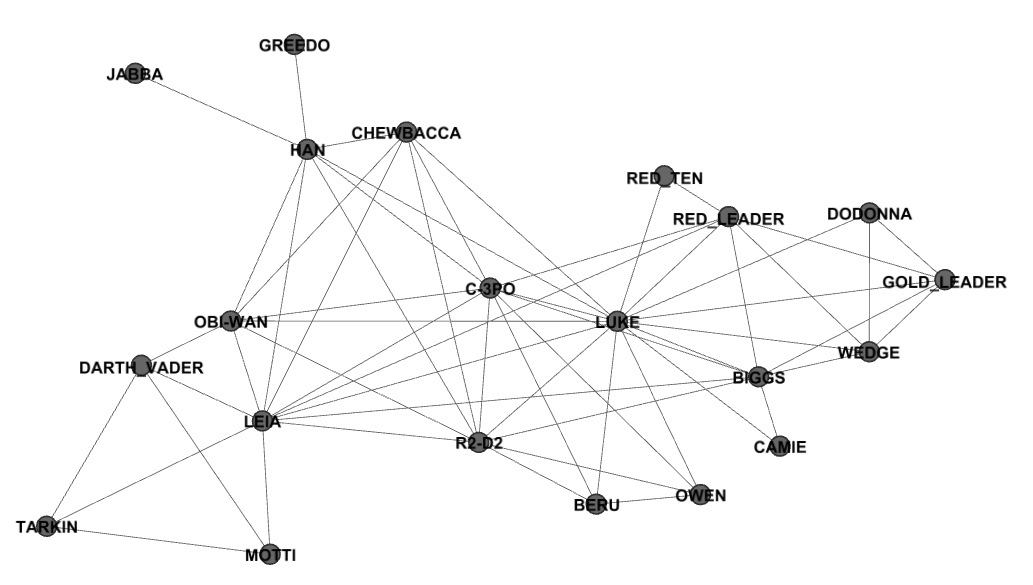 GREEDO
JABBA
CHEWBACCA
HAN
RED_TEN
RED_LEADER
DODONNA
GOLD_LEADER
C-3PO
OBI-WAN
LUKE
WEDGE
DARTH_VADER
BIGGS
LEIA
R2-D2
CAMIE
OWEN
BERU
TARKIN
MOTTI